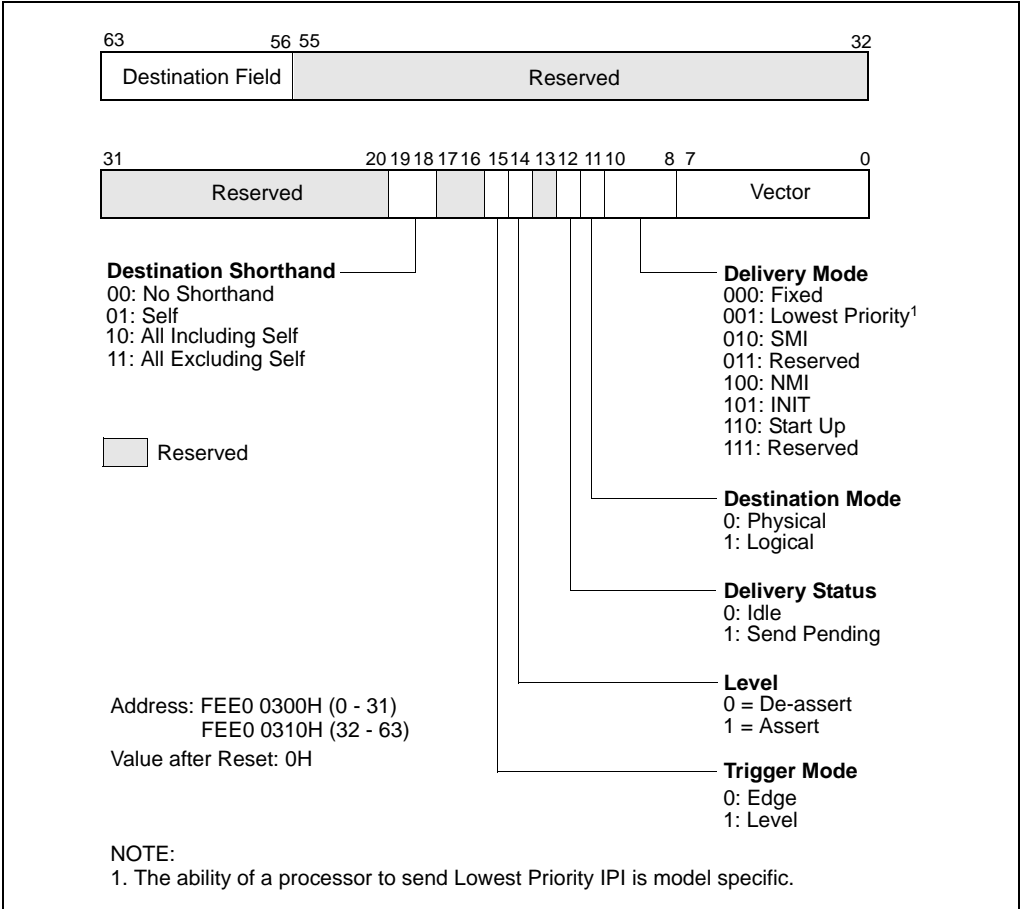 63 56 55 32
Destination Field Reserved
31 20 19 18 17 16 15 14 13 12 11 10 8 7 0
Reserved Vector
Destination Shorthand
00: No Shorthand
01: Self
10: All Including Self
11: All Excluding Self
Reserved
Delivery Mode
000: Fixed
001: Lowest Priority¹
010: SMI
011: Reserved
100: NMI
101: INIT
110: Start Up
111: Reserved
Destination Mode
0: Physical
1: Logical
Delivery Status
0: Idle
1: Send Pending
Level
0 = De-assert
1 = Assert
Trigger Mode
0: Edge
1: Level
Address: FEE0 0300H (0 - 31)
FEE0 0310H (32 - 63)
Value after Reset: 0H
NOTE:
1. The ability of a processor to send Lowest Priority IPI is model specific.